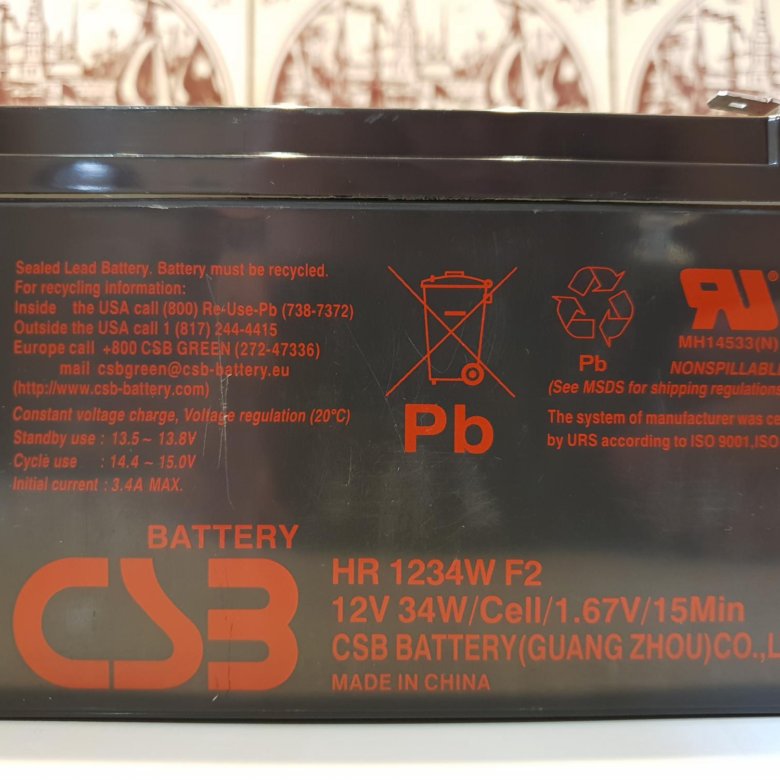 Sealed Lead Battery. Battery must be recycled.
For recycling information:
Inside the USA call (800) Re-Use-Pb (738-7372)
Outside the USA call 1 (817) 244-4415
Europe call +800 CSB GREEN (272-47336)
mail csbgreen@csb-battery.eu
(http://www.csb-battery.com)
Constant voltage charge, Voltage regulation (20°C)
Standby use : 13.5 ~ 13.8V
Cycle use : 14.4 ~ 15.0V
Initial current : 3.4A MAX.
Pb
Pb
RU
MH14533(N)
NONSPILLABL
(See MSDS for shipping regulation
The system of manufacturer was ce
by URS according to ISO 9001,ISO
BATTERY
CSB
HR 1234W F2
12V 34W/Cell/1.67V/15Min
CSB BATTERY(GUANG ZHOU)CO.,L
MADE IN CHINA